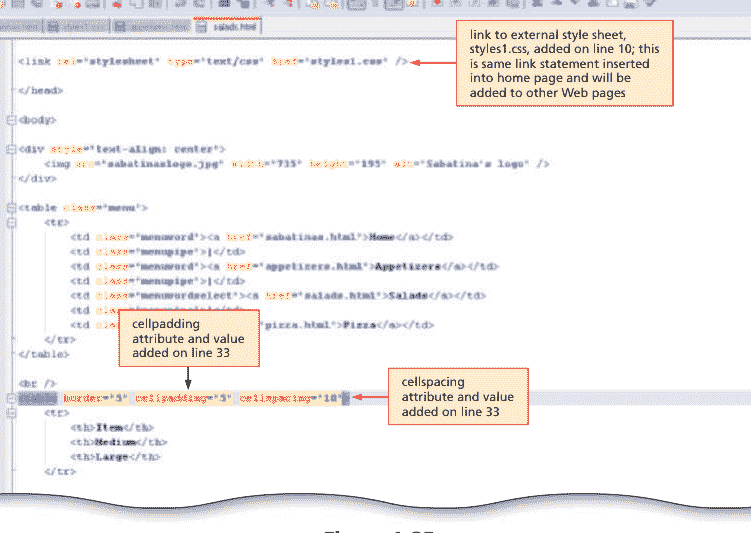 salads.html
link to external style sheet,
styles1.css, added on line 10; this
is same link statement inserted
into home page and will be
added to other Web pages
<link rel="stylesheet" type="text/css" href="styles1.css" />
</head>
<body>
<div style="text-align: center">
<img src="sabatinaslogo.jpg" width="735" height="195" alt="Sabatina's logo" />
</div>
<table class="menu">
<tr>
<td class="menuword"><a href="sabatinas.html">Home</a></td>
<td class="menupipe">|</td>
<td class="menuword"><a href="appetizers.html">Appetizers</a></td>
<td class="menupipe">|</td>
<td class="menuwordselect"><a href="salads.html">Salads</a></td>
<td
<td "pizza.html">Pizza</a></td>
</tr>
</table>
cellpadding
attribute and value
added on line 33
<br />
border="5" cellpadding="5" cellspacing="10"
cellspacing
attribute and value
added on line 33
<tr>
<th>Item</th>
<th>Medium</th>
<th>Large</th>
</tr>